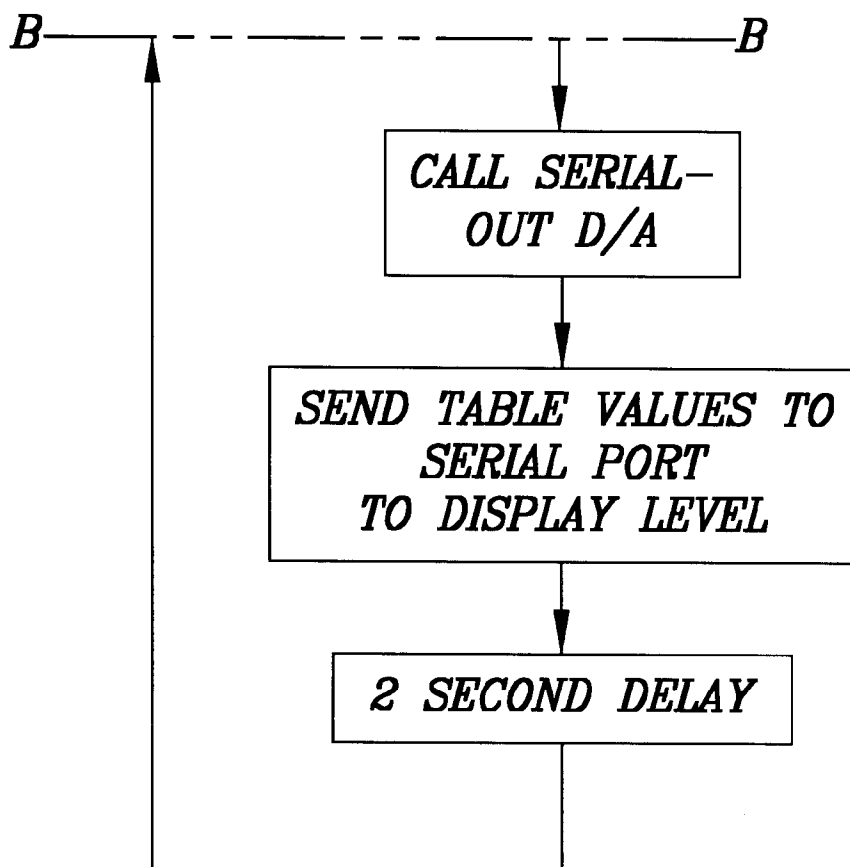 B B
CALL SERIAL-
OUT D/A
SEND TABLE VALUES TO
SERIAL PORT
TO DISPLAY LEVEL
2 SECOND DELAY